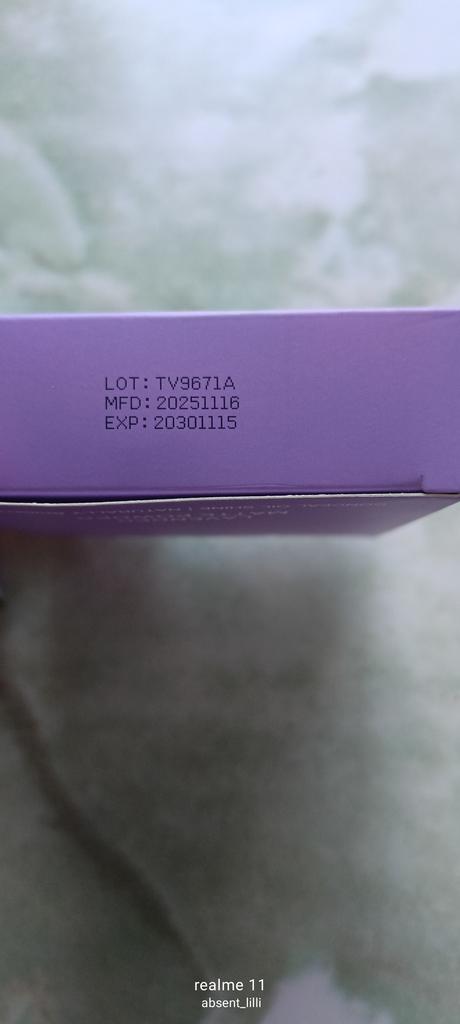 LOT: TV9671A
MFD: 20251116
EXP: 20301115
realme 11
absent_lilli